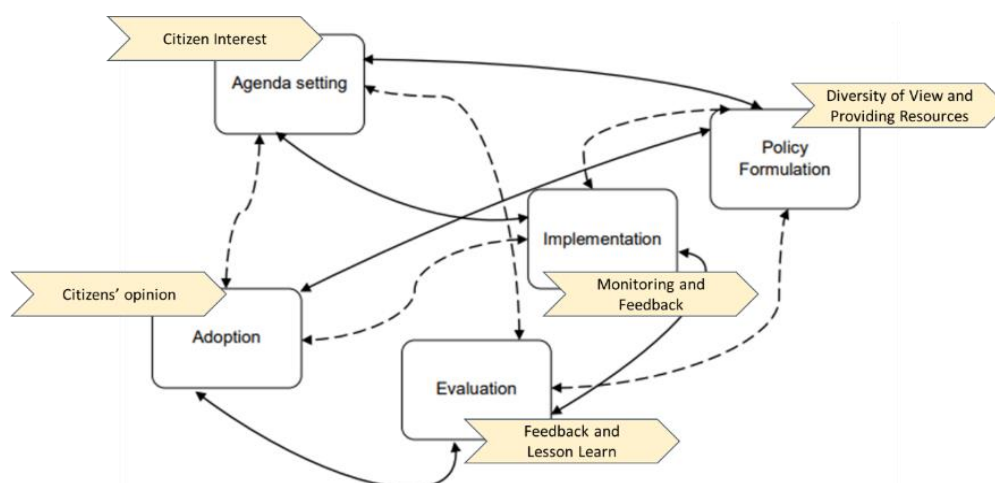 Citizen Interest
Agenda setting
Diversity of View and
Providing Resources
Policy
Formulation
Implementation
Monitoring and
Feedback
Citizens’ opinion
Adoption
Evaluation
Feedback and
Lesson Learn